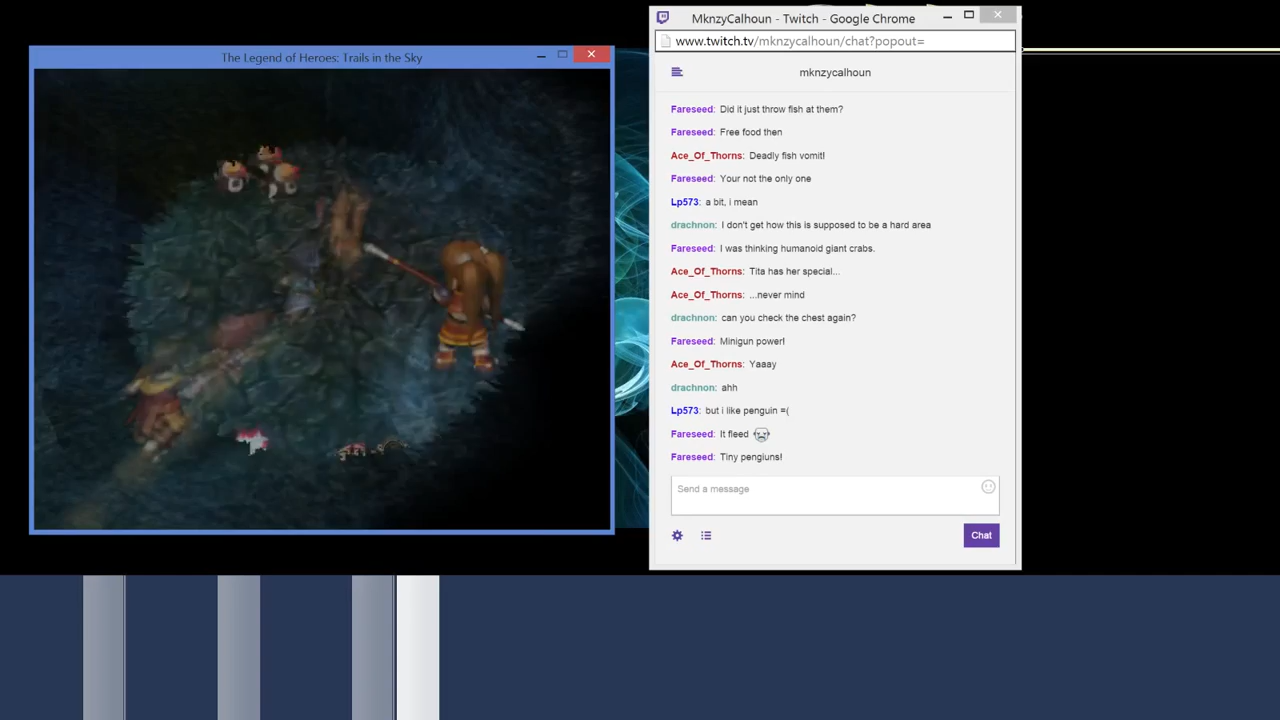 The Legend of Heroes: Trails in the Sky
MknzyCalhoun - Twitch - Google Chrome
www.twitch.tv/mknzycalhoun/chat?popout=
mknzycalhoun
Fareseed: Did it just throw fish at them?
Fareseed: Free food then
Ace_Of_Thorns: Deadly fish vomit!
Fareseed: Your not the only one
Lp573: a bit, i mean
drachnon: I don't get how this is supposed to be a hard area
Fareseed: I was thinking humanoid giant crabs.
Ace_Of_Thorns: Tita has her special...
Ace_Of_Thorns: ...never mind
drachnon: can you check the chest again?
Fareseed: Minigun power!
Ace_Of_Thorns: Yaaay
drachnon: ahh
Lp573: but i like penguin =(
Fareseed: It fleed
Fareseed: Tiny pengiuns!
Send a message
Chat